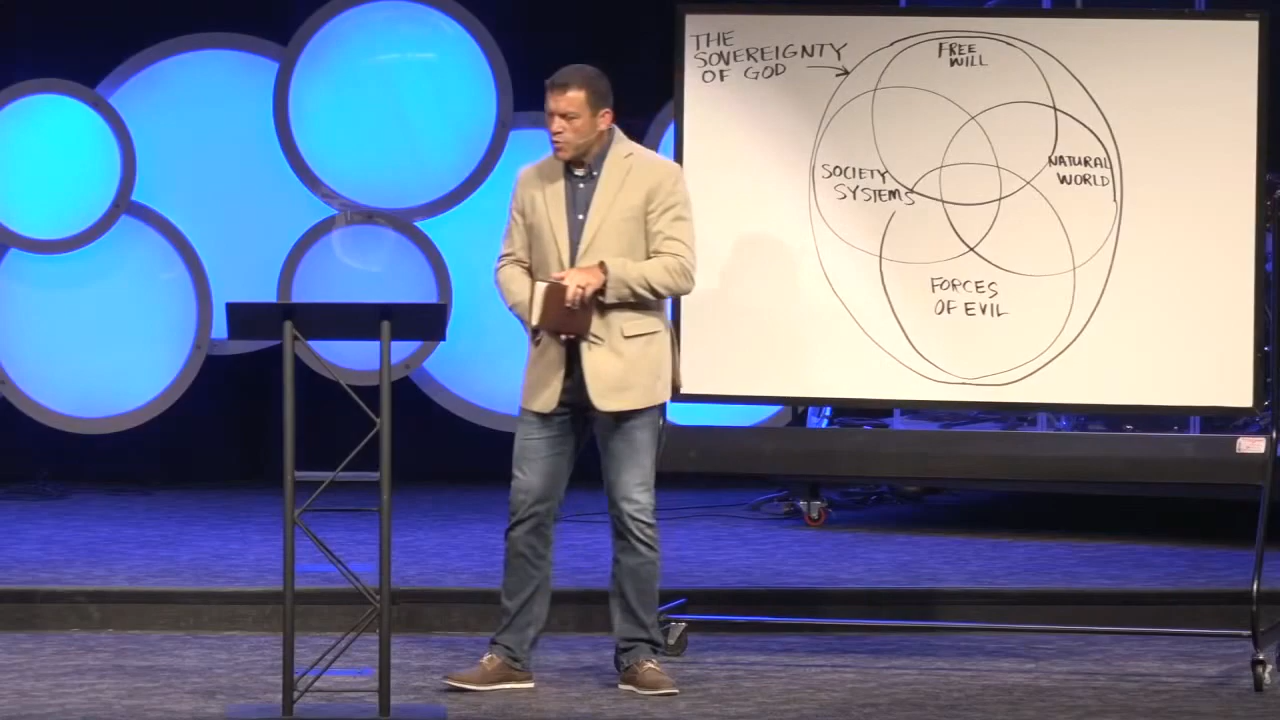 THE
SOVEREIGNTY
OF GOD
FREE
WILL
SOCIETY
SYSTEMS
NATURAL
WORLD
FORCES
OF EVIL